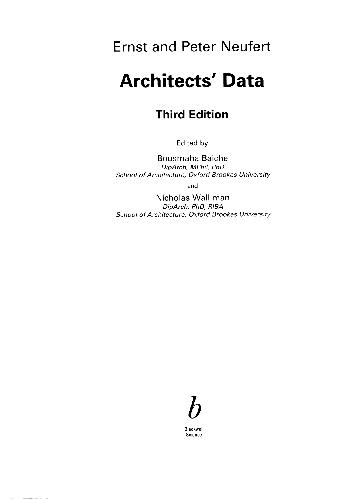 Ernst and Peter Neufert
Architects' Data
Third Edition
Edited by
Bousmaha Baiche
DipArch, MPhil, PhD
School of Architecture, Oxford Brookes University
and
Nicholas Walliman
DipArch, PhD, RIBA
School of Architecture, Oxford Brookes University
b
Blackwell
Science